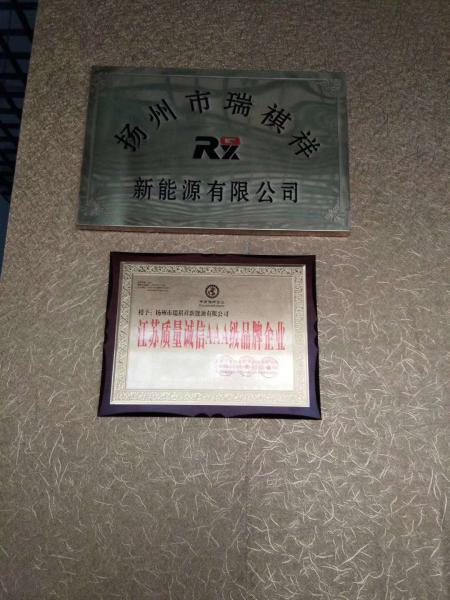 扬州市瑞祺祥
RX
新能源有限公司
授予：扬州市瑞祺祥新能源有限公司
江苏质量诚信AAA级品牌企业